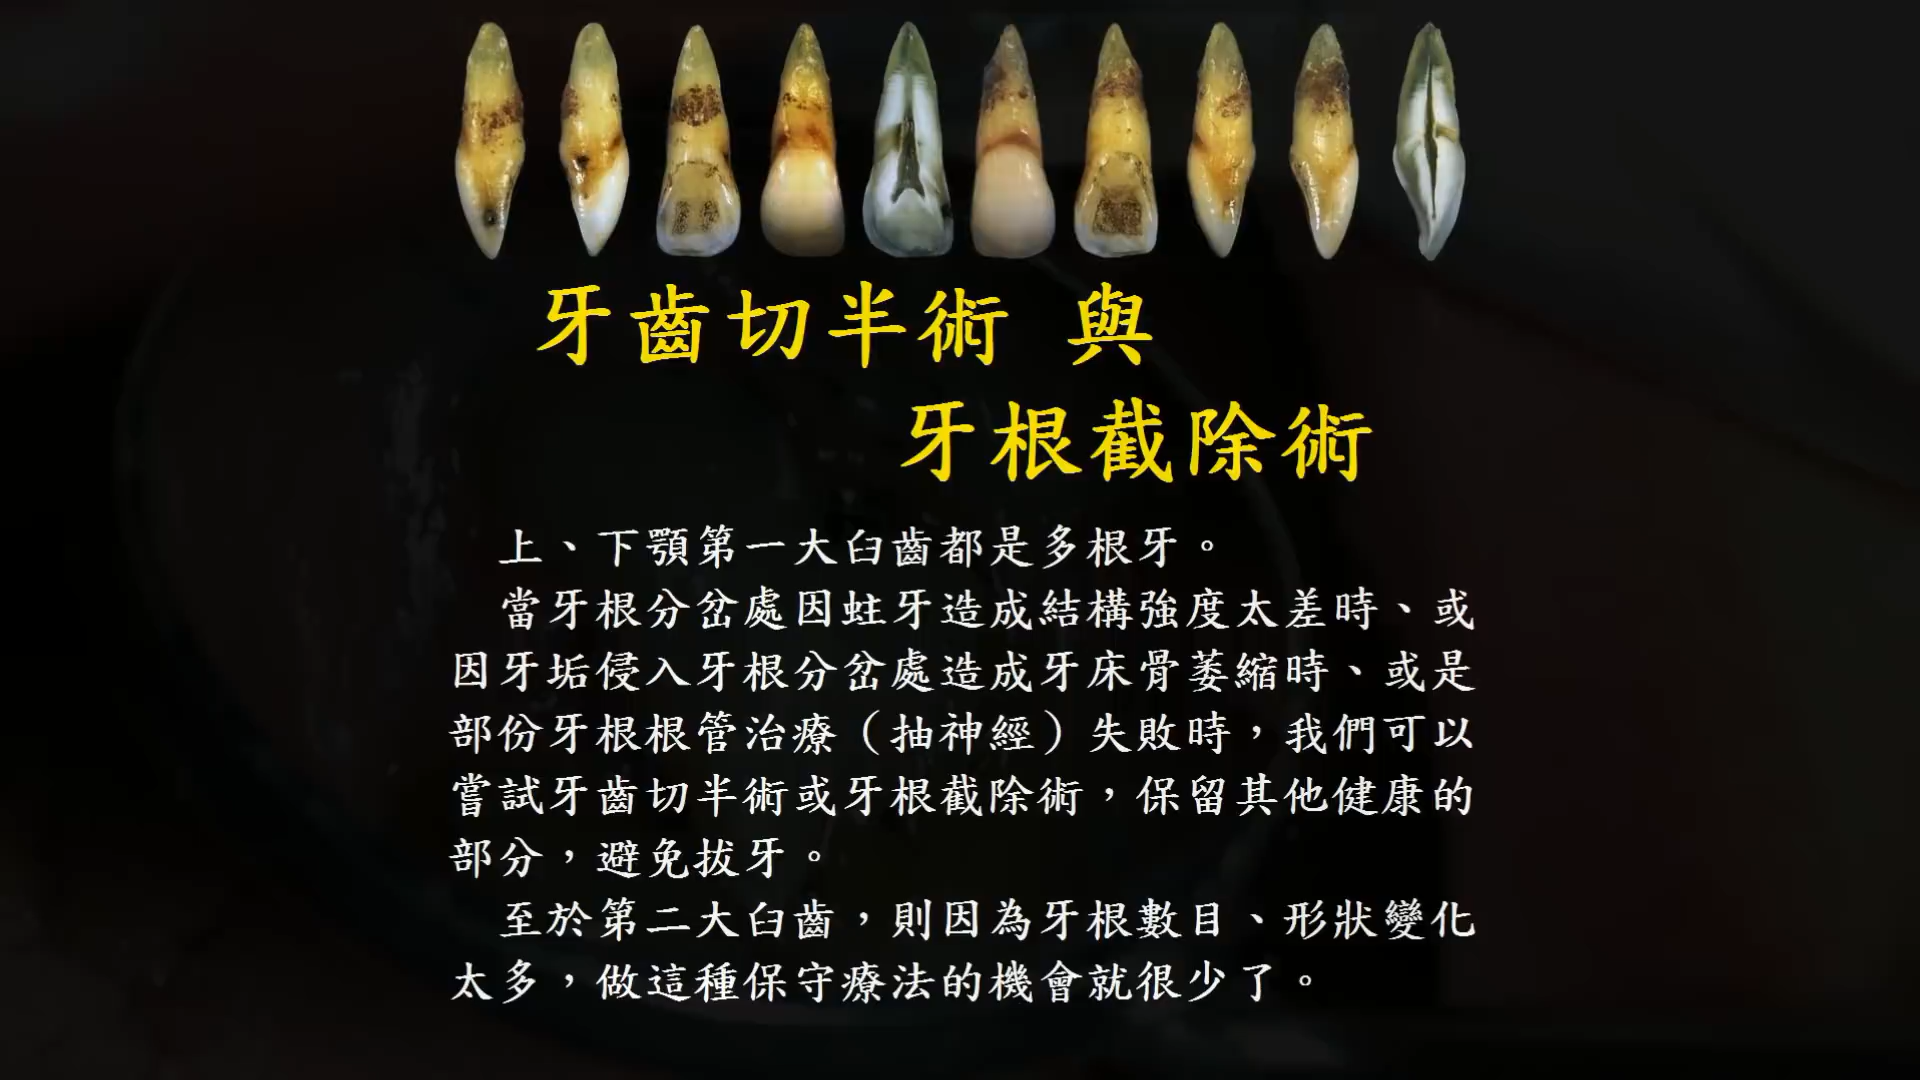 牙齒切半術 與
牙根截除術
上、下顎第一大臼齒都是多根牙。
當牙根分岔處因蛀牙造成結構強度太差時、或
因牙垢侵入牙根分岔處造成牙床骨萎縮時、或是
部份牙根根管治療（抽神經）失敗時，我們可以
嘗試牙齒切半術或牙根截除術，保留其他健康的
部分，避免拔牙。
至於第二大臼齒，則因為牙根數目、形狀變化
太多，做這種保守療法的機會就很少了。